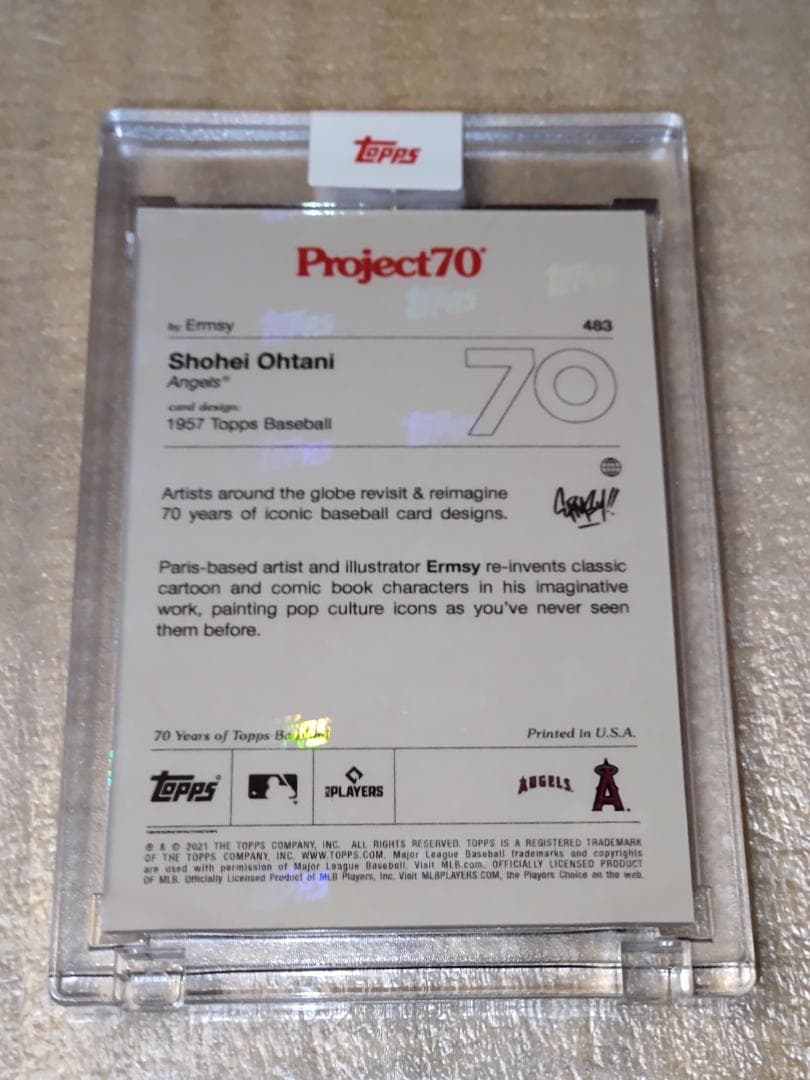 Topps
Project70®
by Ermsy
483
Shohei Ohtani
Angels®
70
card design:
1957 Topps Baseball
Artists around the globe revisit & reimagine
70 years of iconic baseball card designs.
Ermsy!!
Paris-based artist and illustrator Ermsy re-invents classic
cartoon and comic book characters in his imaginative
work, painting pop culture icons as you've never seen
them before.
70 Years of Topps
Printed in U.S.A.
Topps®
PLAYERS
ANGELS
A
® & © 2021 THE TOPPS COMPANY, INC. ALL RIGHTS RESERVED. TOPPS IS A REGISTERED TRADEMARK
OF THE TOPPS COMPANY, INC. WWW.TOPPS.COM. Major League Baseball trademarks and copyrights
are used with permission of Major League Baseball. Visit MLB.com. OFFICIALLY LICENSED PRODUCT
OF MLB. Officially Licensed Product of MLB Players, Inc. Visit MLBPLAYERS.COM, the Players Choice on the web.